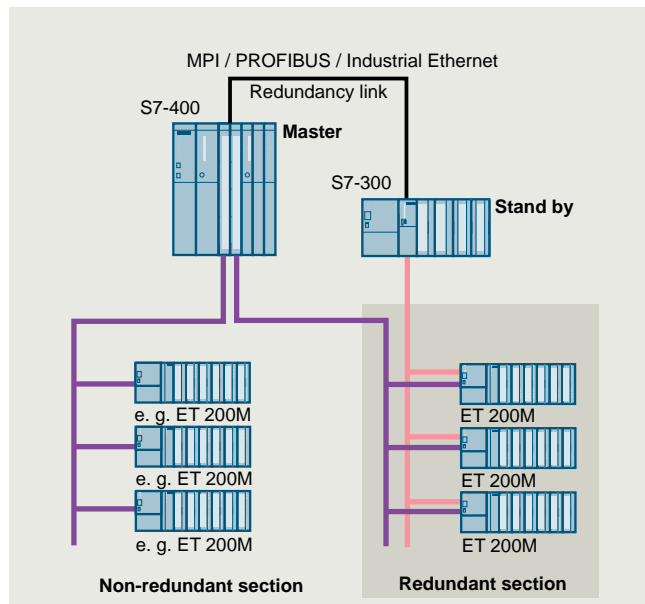 MPI / PROFIBUS / Industrial Ethernet
Redundancy link
S7-400
Master
S7-300
Stand by
e. g. ET 200M
ET 200M
e. g. ET 200M
ET 200M
e. g. ET 200M
ET 200M
Non-redundant section
Redundant section